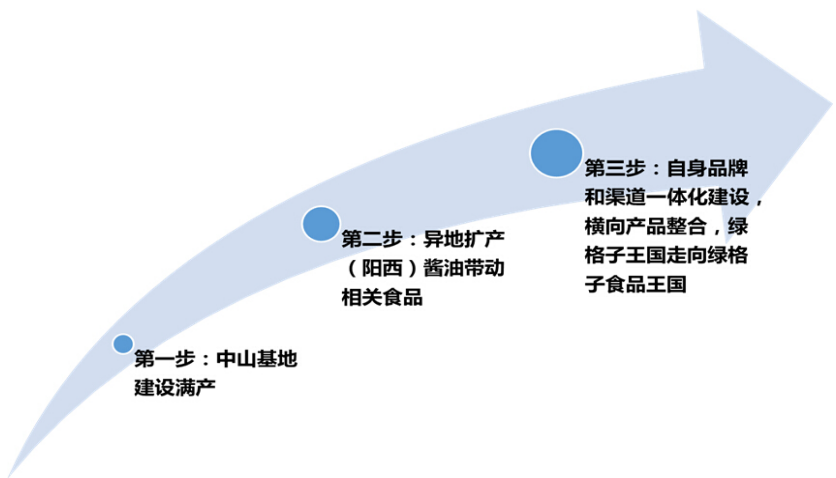 第一步：中山基地
建设满产
第二步：异地扩产
（阳西）酱油带动
相关食品
第三步：自身品牌
和渠道一体化建设，
横向产品整合，绿
格子王国走向绿格
子食品王国